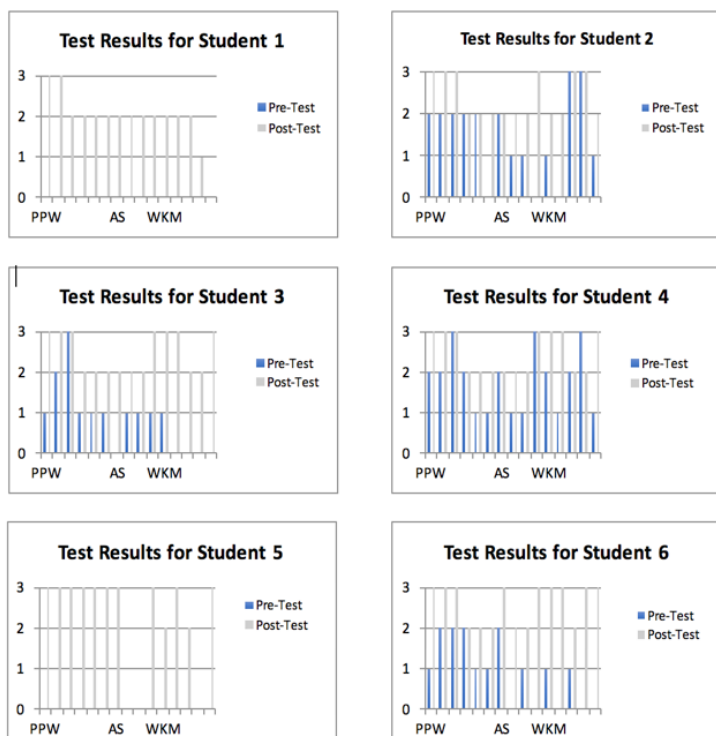 Test Results for Student 1
3
2
1
0
PPW AS WKM
Pre-Test
Post-Test
Test Results for Student 2
3
2
1
0
PPW AS WKM
Pre-Test
Post-Test
Test Results for Student 3
3
2
1
0
PPW AS WKM
Pre-Test
Post-Test
Test Results for Student 4
3
2
1
0
PPW AS WKM
Pre-Test
Post-Test
Test Results for Student 5
3
2
1
0
PPW AS WKM
Pre-Test
Post-Test
Test Results for Student 6
3
2
1
0
PPW AS WKM
Pre-Test
Post-Test